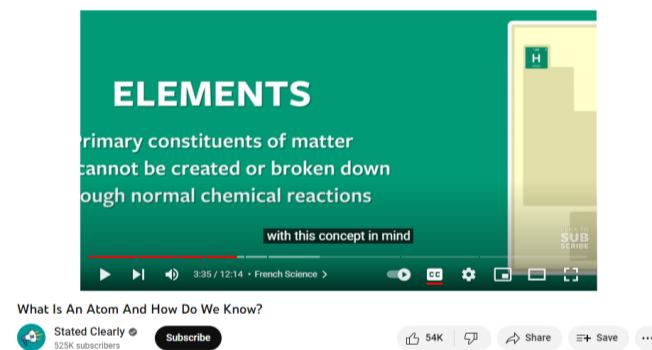 H
ELEMENTS
Primary constituents of matter
cannot be created or broken down
ough normal chemical reactions
with this concept in mind
SUB
SCRIBE
3:35 / 12:14 • French Science >
CC
What Is An Atom And How Do We Know?
Stated Clearly
525K subscribers
Subscribe
54K
Share
Save
...